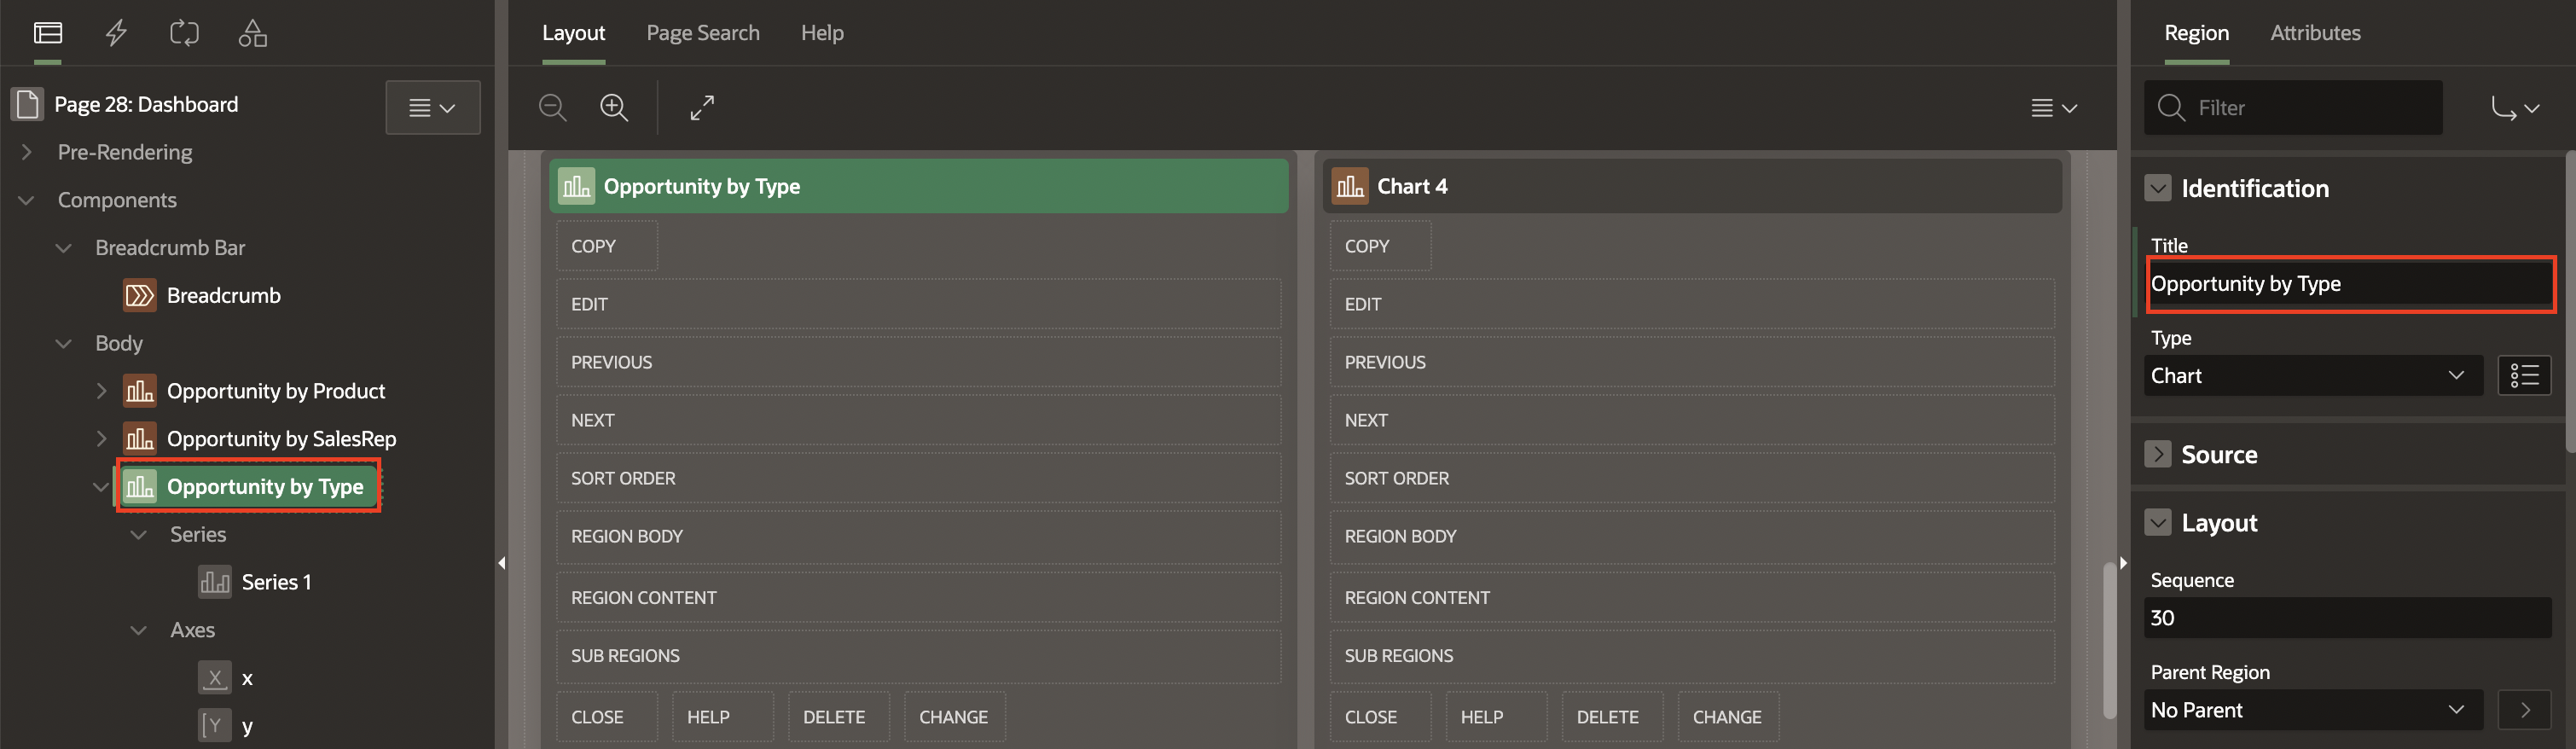 Page 28: Dashboard
Pre-Rendering
Components
Breadcrumb Bar
Breadcrumb
Body
Opportunity by Product
Opportunity by SalesRep
Opportunity by Type
Series
Series 1
Axes
X x
Y y
Layout Page Search Help
Opportunity by Type
COPY
EDIT
PREVIOUS
NEXT
SORT ORDER
REGION BODY
REGION CONTENT
SUB REGIONS
CLOSE HELP DELETE CHANGE
Chart 4
COPY
EDIT
PREVIOUS
NEXT
SORT ORDER
REGION BODY
REGION CONTENT
SUB REGIONS
CLOSE HELP DELETE CHANGE
Region Attributes
Filter
Identification
Title
Opportunity by Type
Type
Chart
Source
Layout
Sequence
30
Parent Region
No Parent